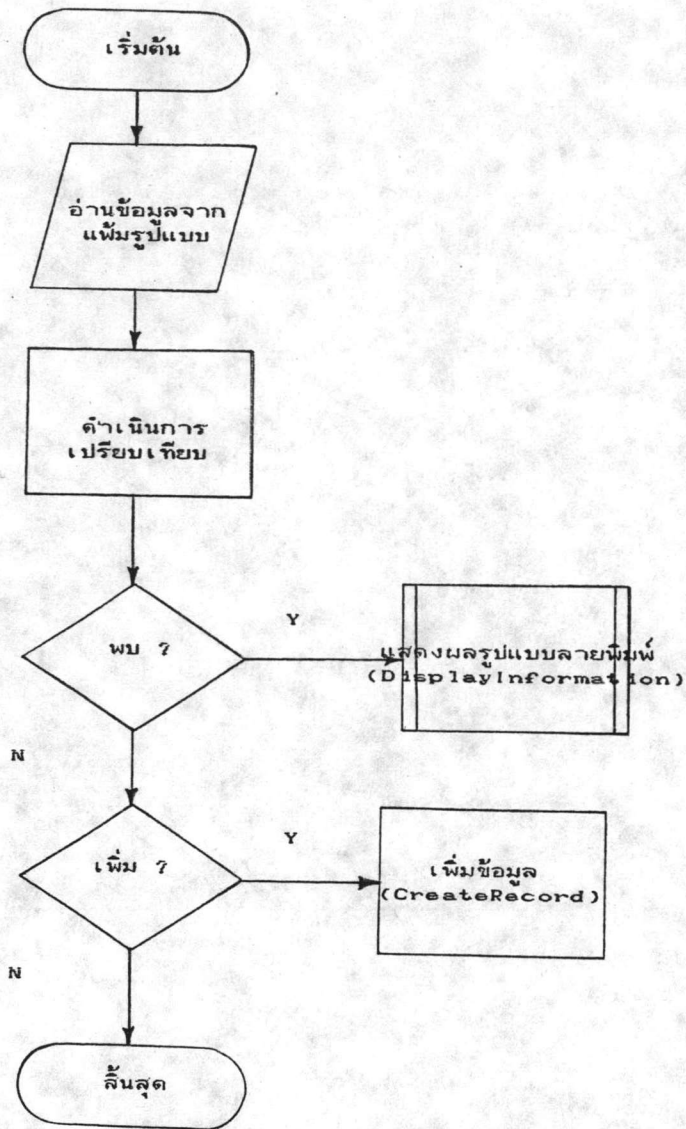 เริ่มต้น
อ่านข้อมูลจาก
แฟ้มรูปแบบ
ดำเนินการ
เปรียบเทียบ
พบ ?
Y
แสดงผลรูปแบบลายพิมพ์
(DisplayInformation)
N
เพิ่ม ?
Y
เพิ่มข้อมูล
(CreateRecord)
N
สิ้นสุด